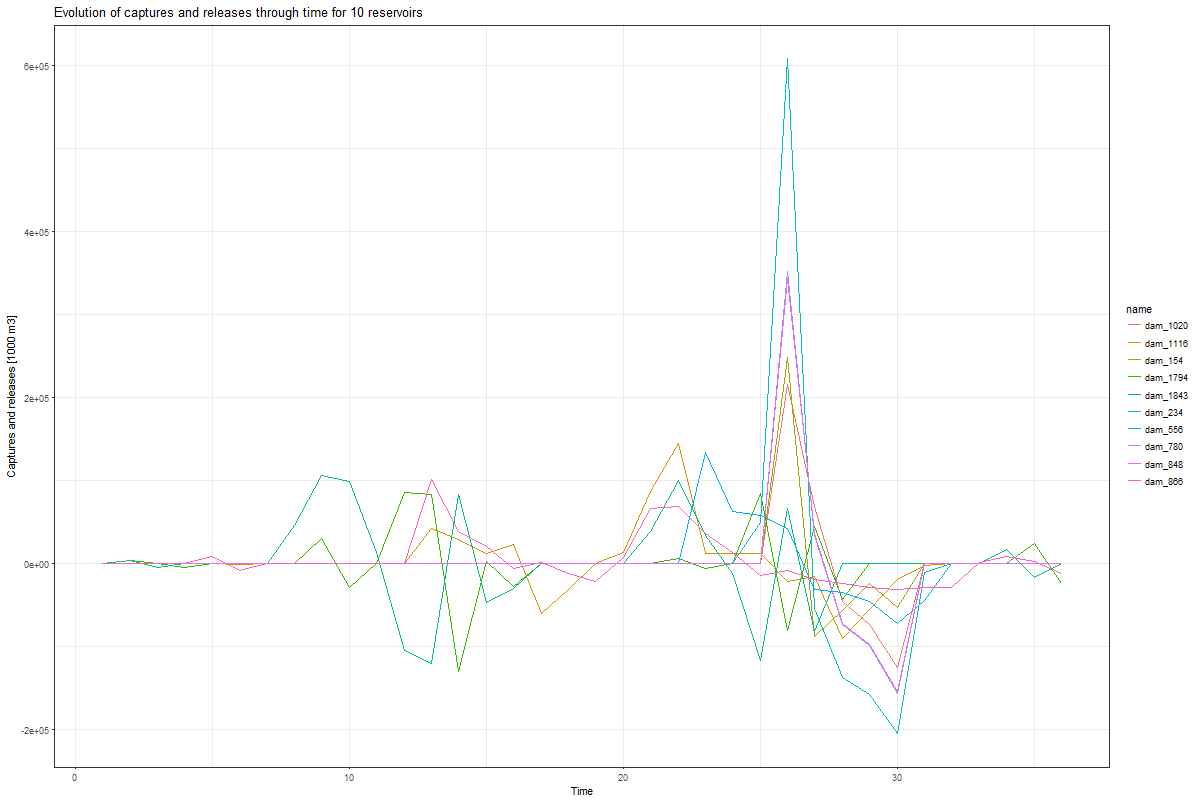 Evolution of captures and releases through time for 10 reservoirs
Captures and releases [1000 m3]
6e+05
4e+05
2e+05
0e+00
-2e+05
0
10
20
30
Time
name
dam_1020
dam_1116
dam_154
dam_1794
dam_1843
dam_234
dam_556
dam_780
dam_848
dam_866